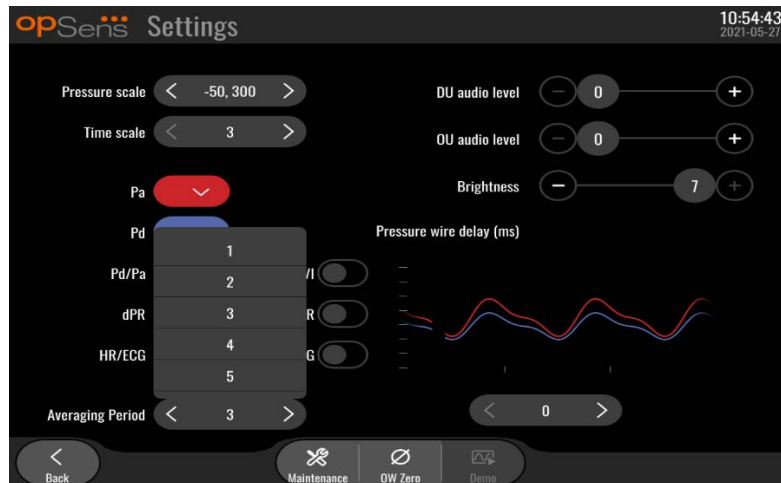 opSens Settings
10:54:43
2021-05-27
Pressure scale -50, 300
Time scale 3
Pa
Pd
Pd/Pa
dPR
HR/ECG
Averaging Period 3
1
2
3
4
5
/I
R
G
DU audio level 0
OU audio level 0
Brightness 7
Pressure wire delay (ms)
0
Back
Maintenance
OW Zero
Demo